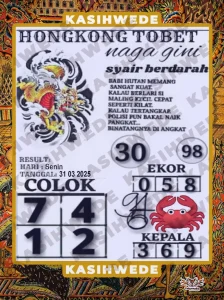 KASIHWEDE
HONGKONG TOBET
naga gini
syair berdarah
BABI HUTAN MEMANG
SANGAT KUAT
KALAU BERLARI SI
MALING KECIL CEPAT
SEPERTI KILAT
KALAU TERTANGKAP
POLISI PUN BAKAL NAIK
PANGKAT...
BINATANGNYE DI ANGKAT
RESULT:
HARI : Senin
TANGGAL: 31 03 2025
30 98
COLOK
7 4
1 2
EKOR
0 5 8
KEPALA
3 6 9
KASIHWEDE